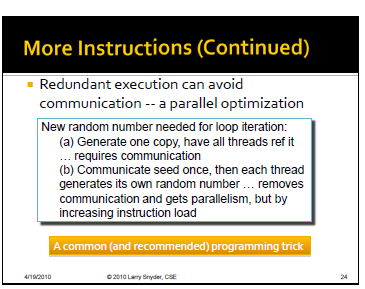 More Instructions (Continued)
Redundant execution can avoid
communication -- a parallel optimization
New random number needed for loop iteration:
(a) Generate one copy, have all threads ref it
… requires communication
(b) Communicate seed once, then each thread
generates its own random number … removes
communication and gets parallelism, but by
increasing instruction load
A common (and recommended) programming trick
4/19/2010 © 2010 Larry Snyder, CSE 24